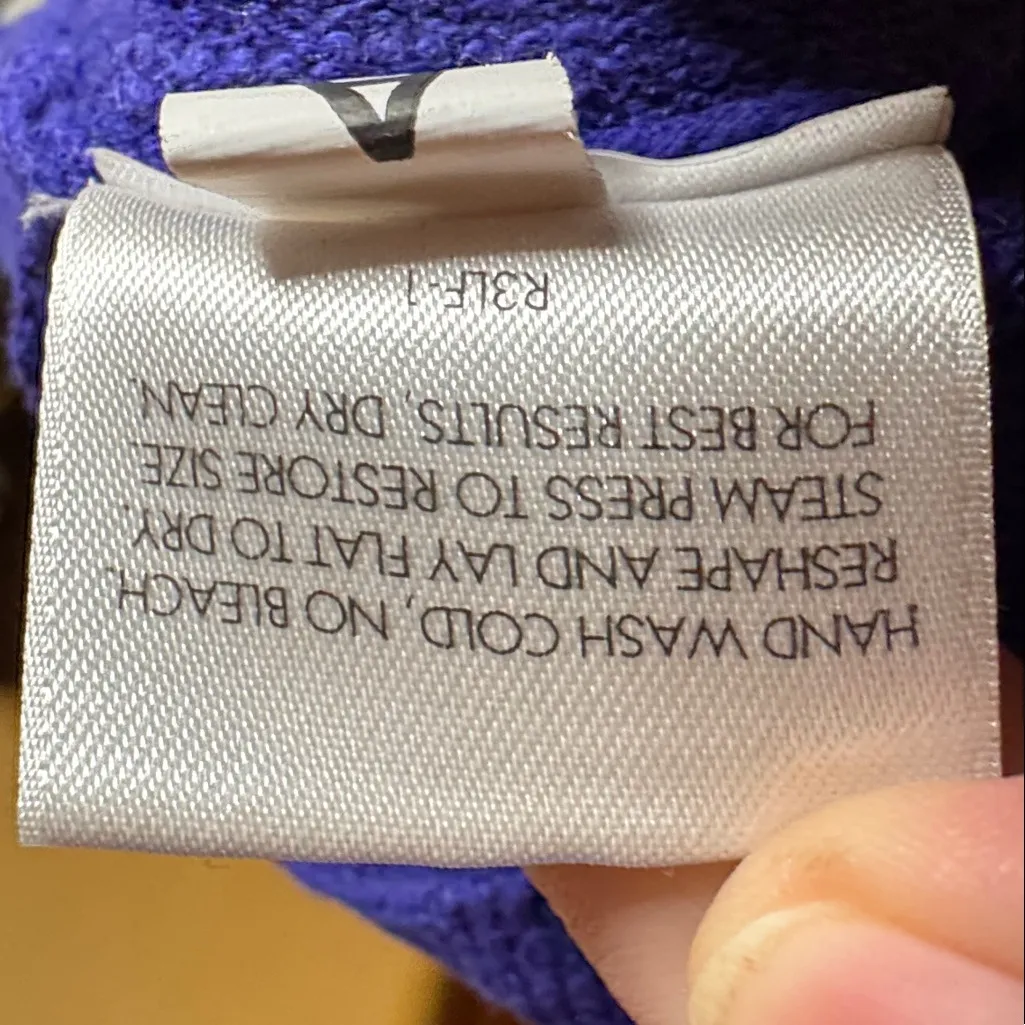 HAND WASH COLD, NO BLEACH.
RESHAPE AND LAY FLAT TO DRY.
STEAM PRESS TO RESTORE SIZE.
FOR BEST RESULTS, DRY CLEAN.
R3LF-1